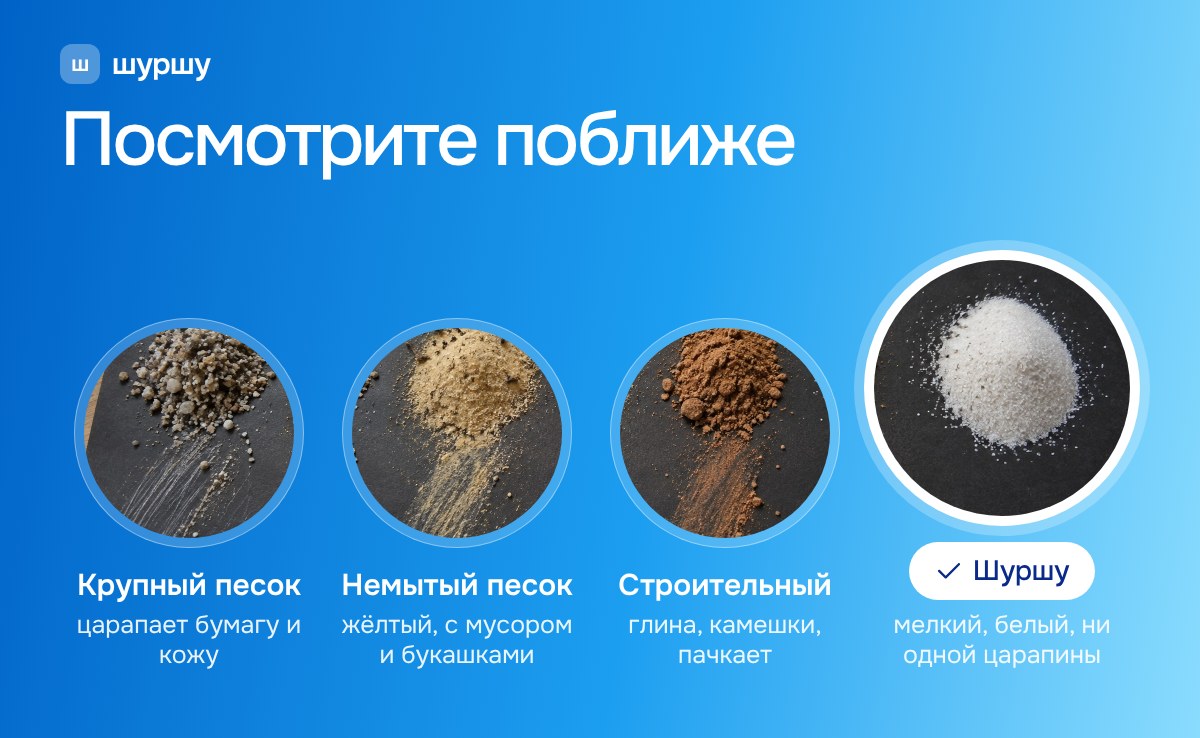 ш шуршу
Посмотрите поближе
Крупный песок
царапает бумагу и
кожу
Немытый песок
жёлтый, с мусором
и букашками
Строительный
глина, камешки,
пачкает
Шуршу
мелкий, белый, ни
одной царапины